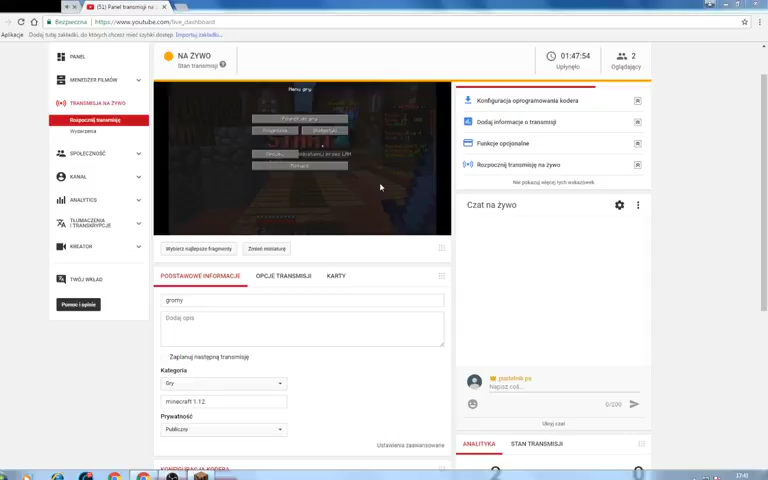 Panel transmisji na
Bezpieczna
https://www.youtube.com/live_dashboard
Aplikacje
Dodaj tutaj zakładki, do których chcesz mieć szybki dostęp.
Importuj zakładki...
PANEL
MENEDŻER FILMÓW
TRANSMISJA NA ŻYWO
Rozpocznij transmisję
Wydarzenia
SPOŁECZNOŚĆ
KANAŁ
ANALYTICS
TŁUMACZENIA
I TRANSKRYPCJE
KREATOR
TWÓJ WKŁAD
Pomoc i opinie
NA ŻYWO
Stan transmisji
01:47:54
Upłynęło
2
Oglądający
Menu gry
Wybierz najlepsze fragmenty
Zmień miniaturę
PODSTAWOWE INFORMACJE
OPCJE TRANSMISJI
KARTY
gromy
Dodaj opis
Zaplanuj następną transmisję
Kategoria
Gry
minecraft 1.12
Prywatność
Publiczny
Ustawienia zaawansowane
KONFIGURACJA KODERA
Konfiguracja oprogramowania kodera
Dodaj informacje o transmisji
Funkcje opcjonalne
Rozpocznij transmisję na żywo
Nie pokazuj więcej tych wskazówek
Czat na żywo
Napisz coś...
0/200
Ukryj czat
ANALITYKA
STAN TRANSMISJI
17:41